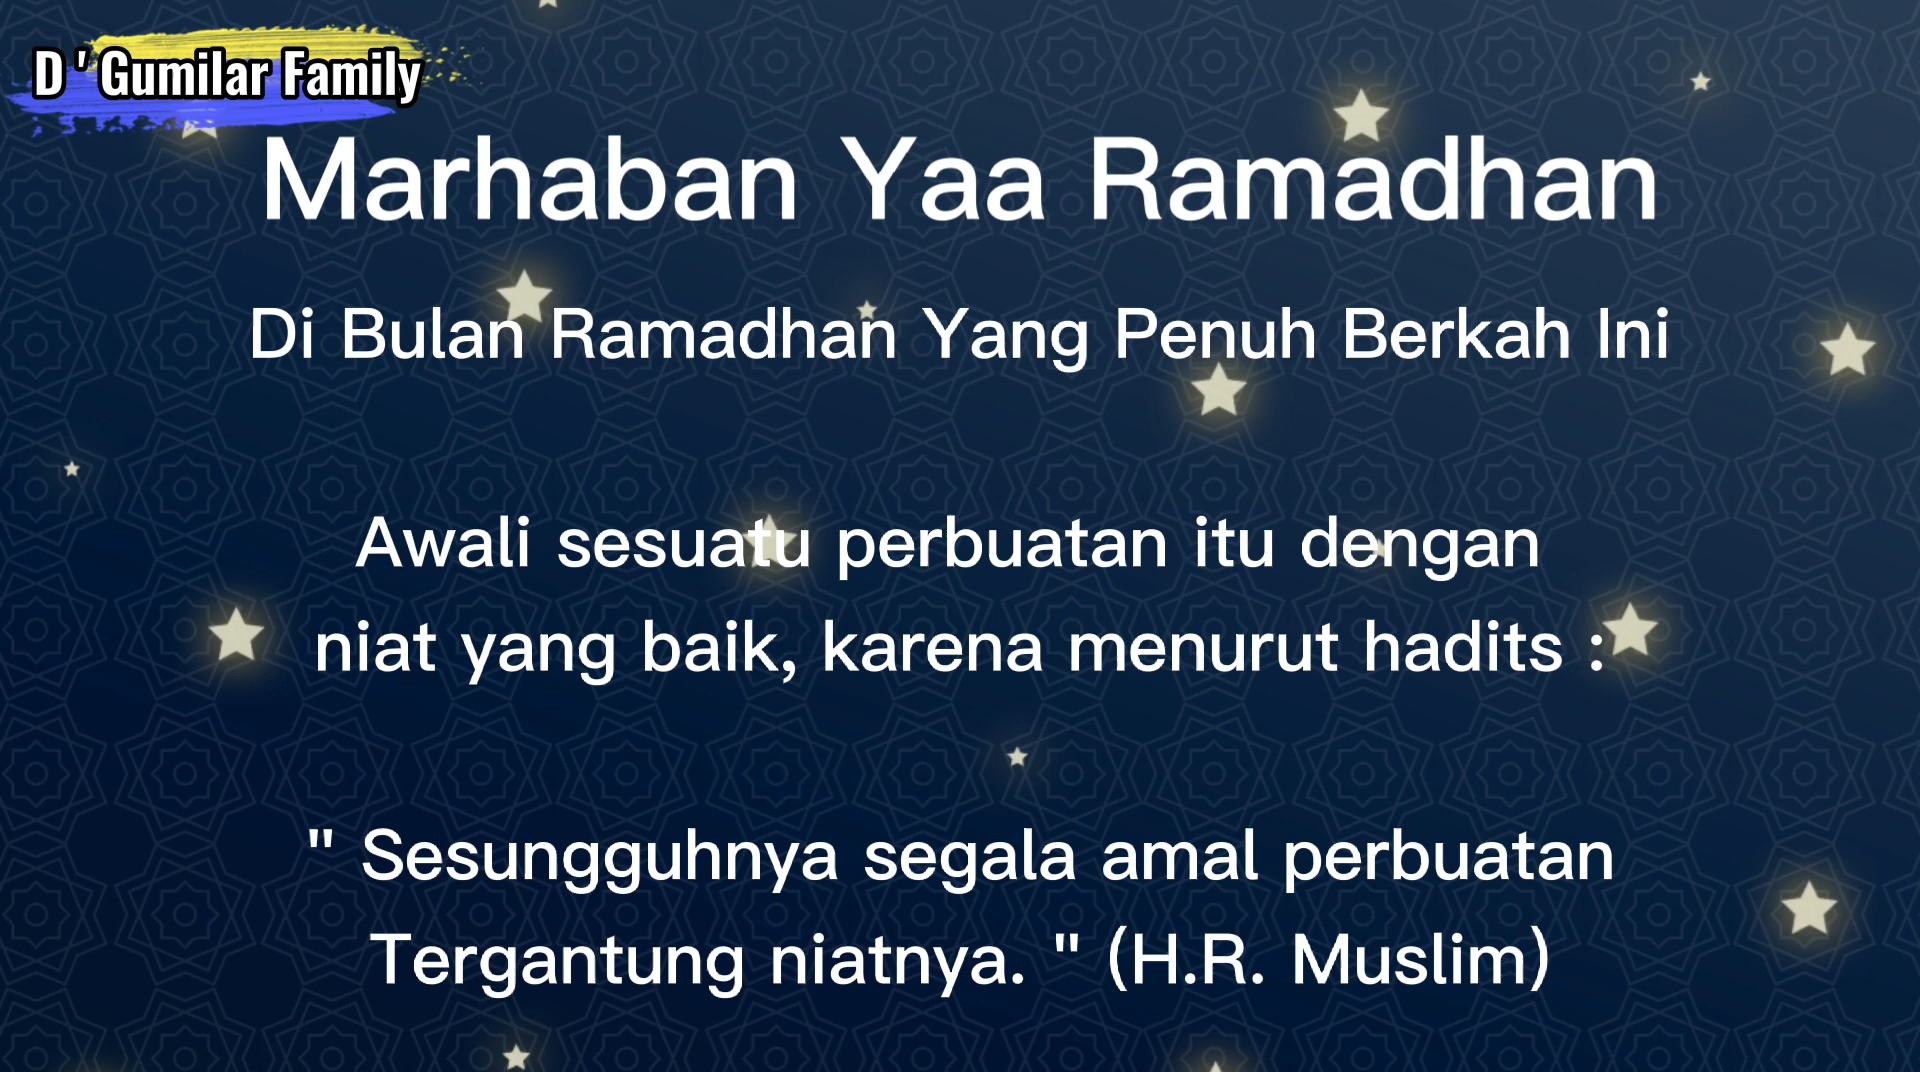 D ' Gumilar Family
Marhaban Yaa Ramadhan
Di Bulan Ramadhan Yang Penuh Berkah Ini
Awali sesuatu perbuatan itu dengan
niat yang baik, karena menurut hadits :
" Sesungguhnya segala amal perbuatan
Tergantung niatnya. " (H.R. Muslim)